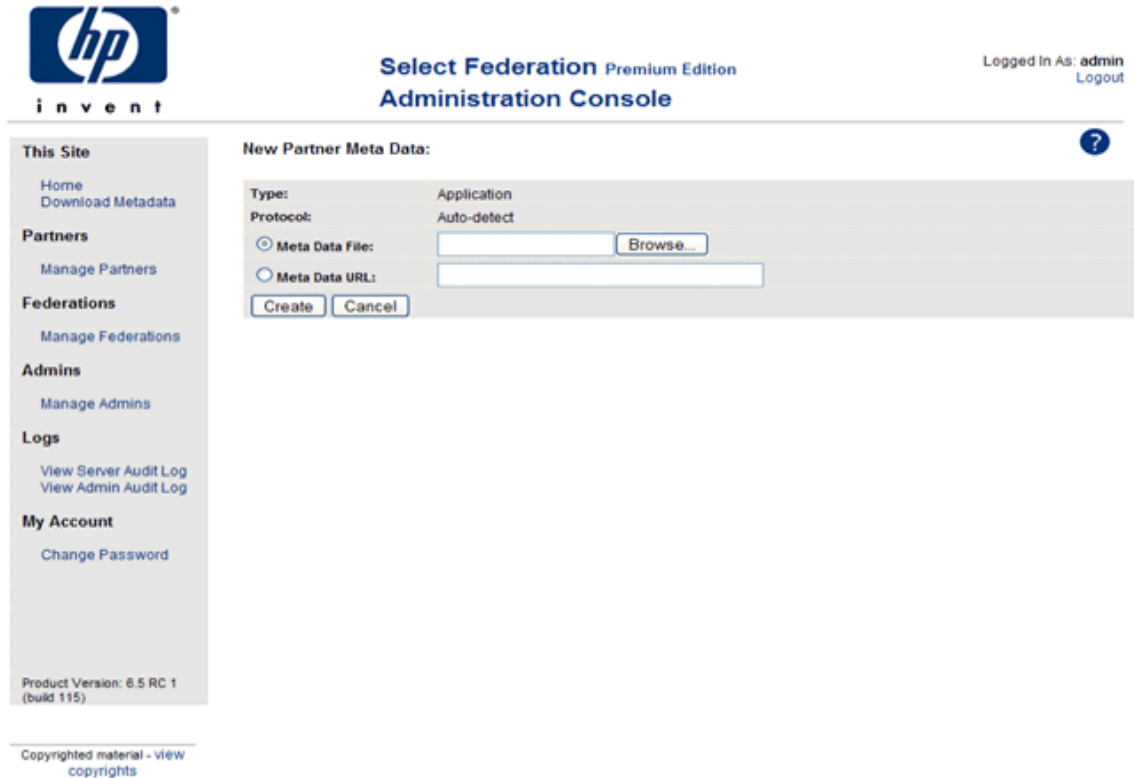 hp
invent
Select Federation Premium Edition
Administration Console
Logged In As: admin
Logout
This Site
Home
Download Metadata
Partners
Manage Partners
Federations
Manage Federations
Admins
Manage Admins
Logs
View Server Audit Log
View Admin Audit Log
My Account
Change Password
Product Version: 6.5 RC 1
(build 115)
Copyrighted material - view
copyrights
New Partner Meta Data:
?
Type: Application
Protocol: Auto-detect
Meta Data File: Browse...
Meta Data URL:
Create Cancel